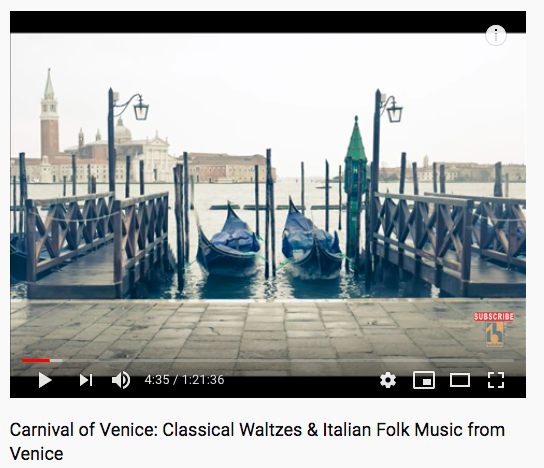 SUBSCRIBE
4:35 / 1:21:36
Carnival of Venice: Classical Waltzes & Italian Folk Music from
Venice